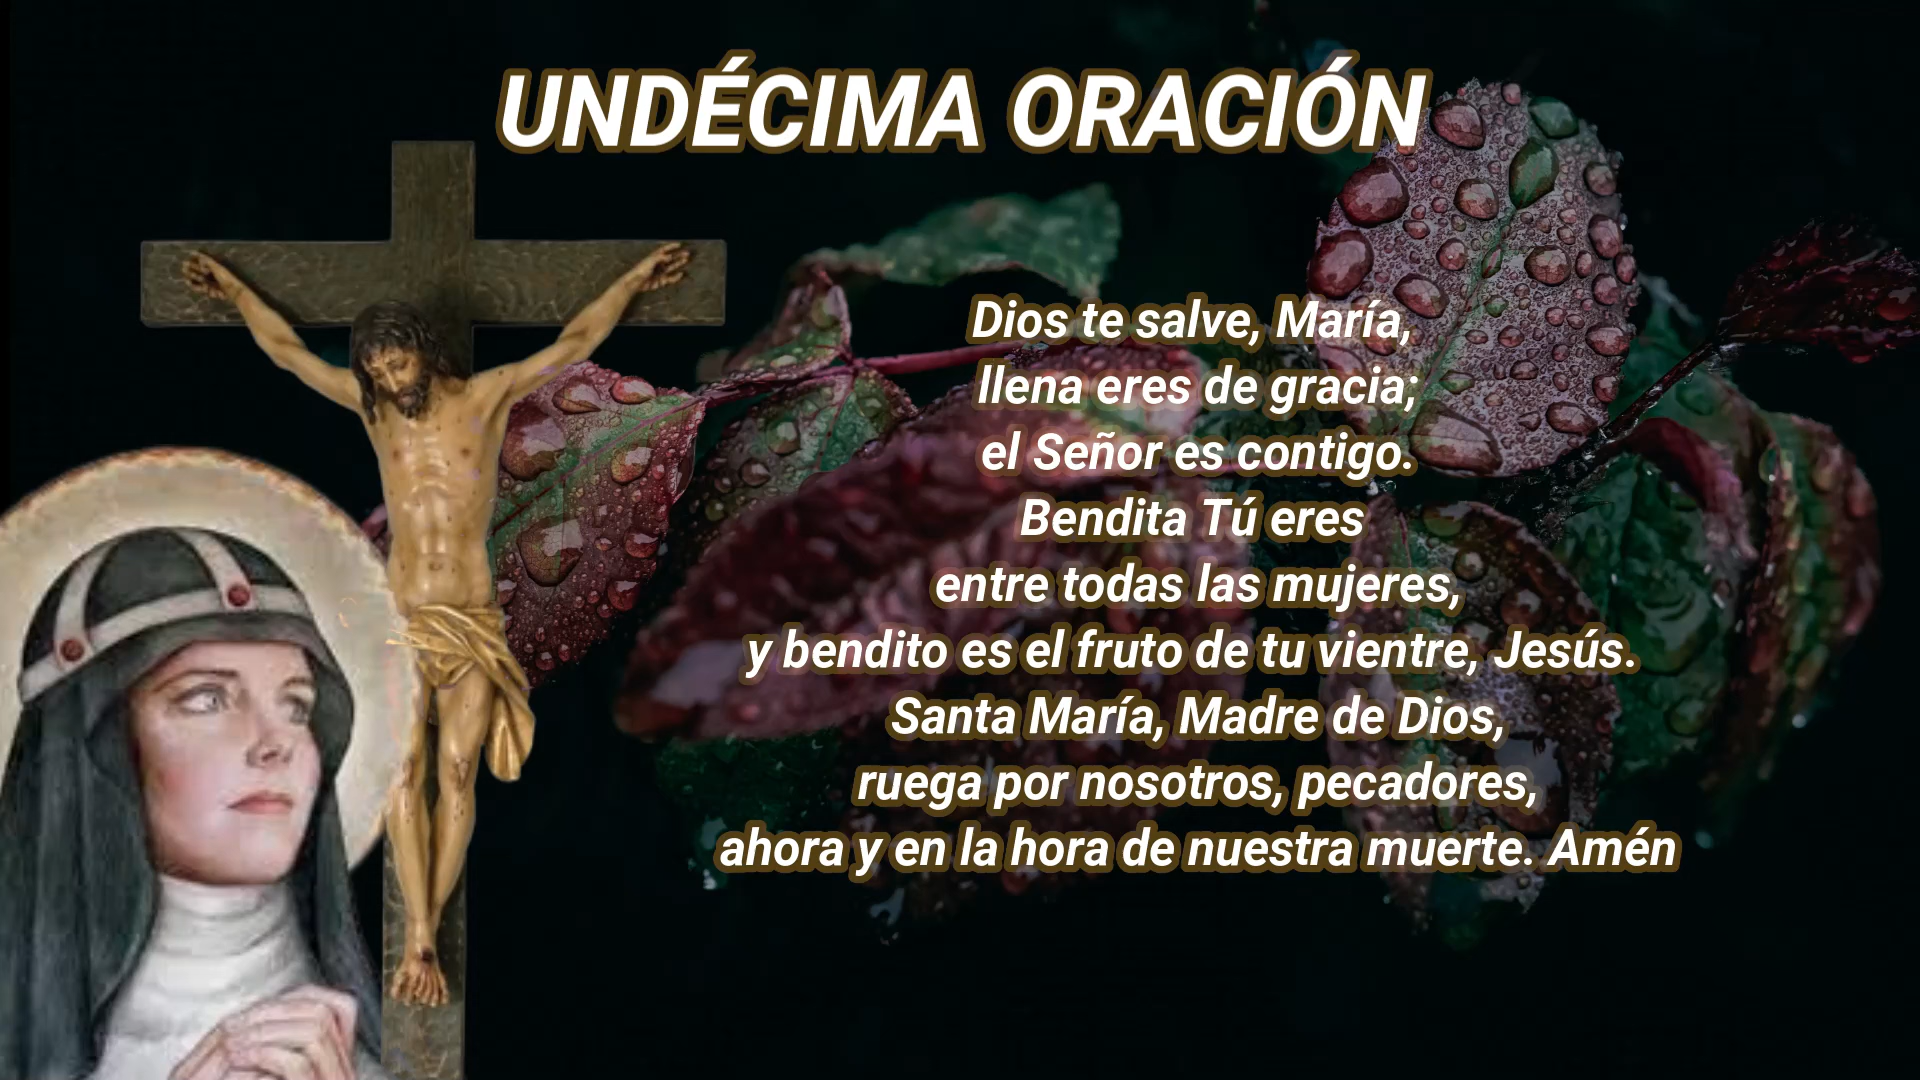 UNDÉCIMA ORACIÓN
Dios te salve, María,
llena eres de gracia;
el Señor es contigo.
Bendita Tú eres
entre todas las mujeres,
y bendito es el fruto de tu vientre, Jesús.
Santa María, Madre de Dios,
ruega por nosotros, pecadores,
ahora y en la hora de nuestra muerte. Amén